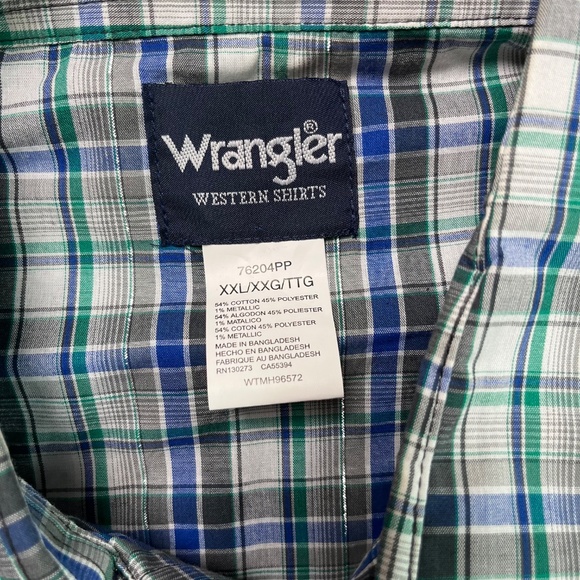 Wrangler®
WESTERN SHIRTS
76204PP
XXL/XXG/TTG
54% COTTON 45% POLYESTER
1% METALLIC
54% ALGODON 45% POLIESTER
1% MATALICO
54% COTON 45% POLYESTER
1% METALLIC
MADE IN BANGLADESH
HECHO EN BANGLADESH
FABRIQUE AU BANGLADESH
RN130273 CA55394
WTMH96572